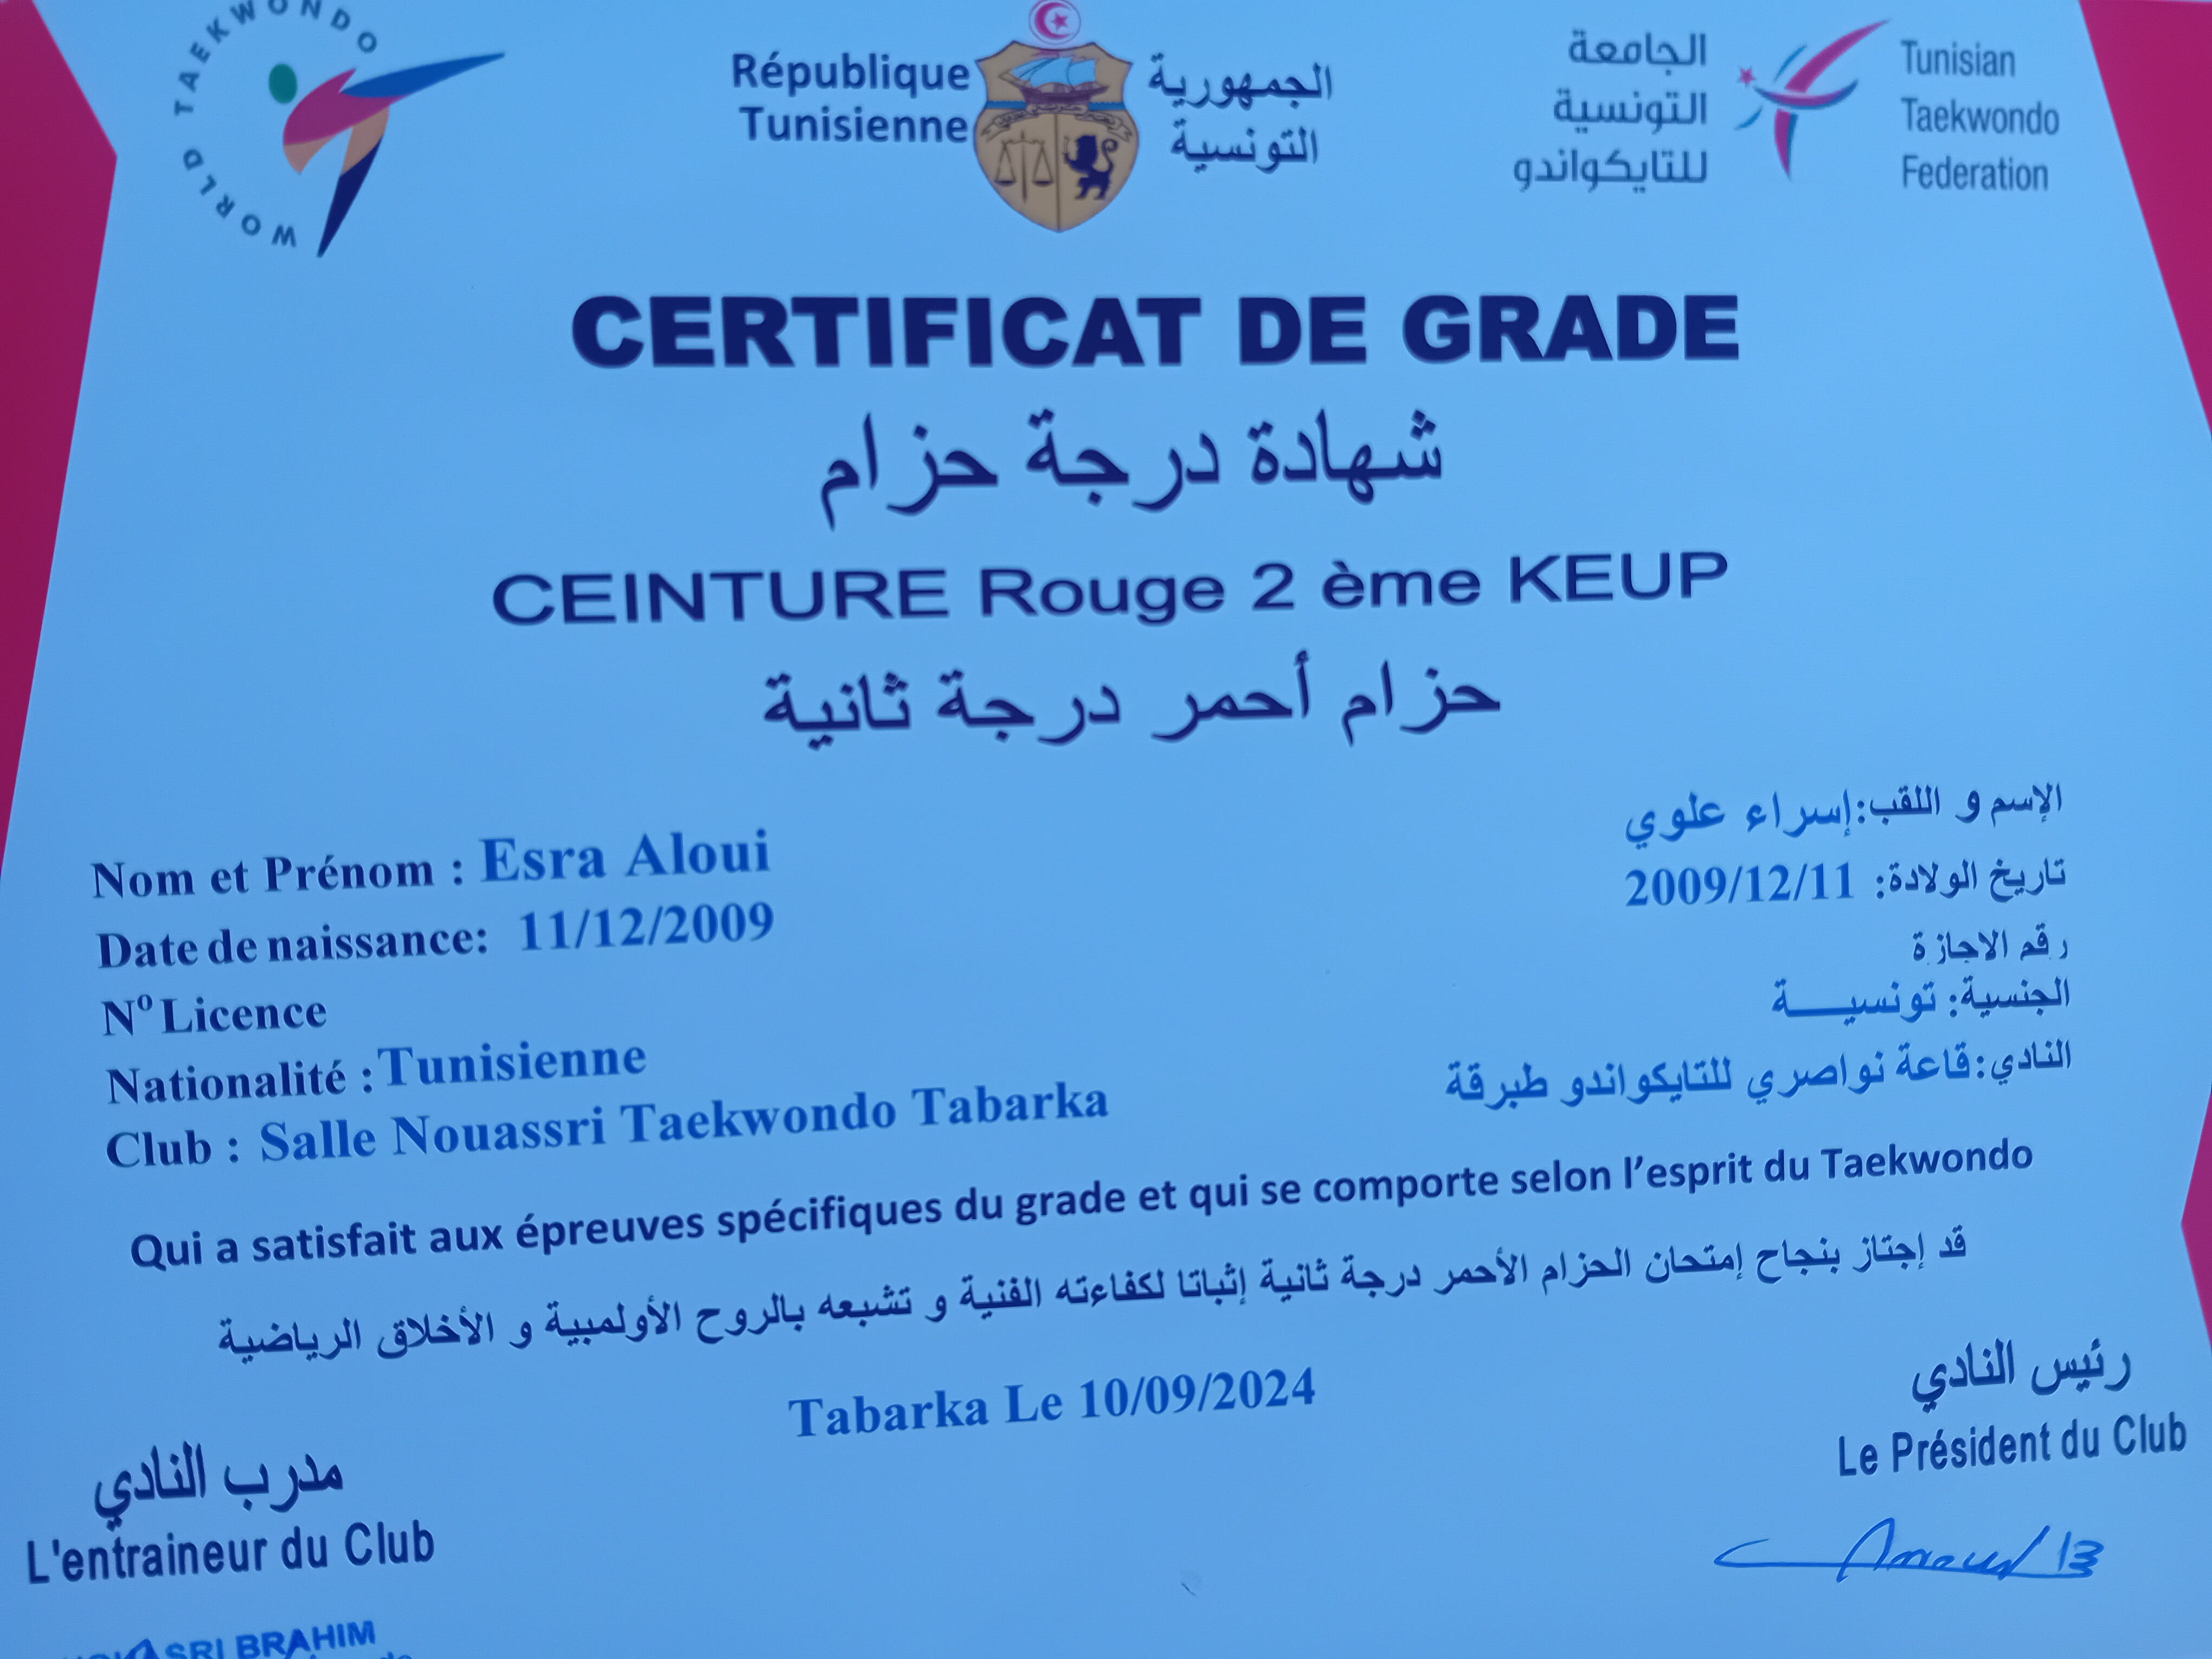 WORLD TAEKWONDO
République
Tunisienne
الجمهورية
التونسية
الجامعة
التونسية
للتايكواندو
Tunisian
Taekwondo
Federation
CERTIFICAT DE GRADE
شهادة درجة حزام
CEINTURE Rouge 2 ème KEUP
حزام أحمر درجة ثانية
Nom et Prénom : Esra Aloui
الإسم و اللقب:إسراء علوي
Date de naissance: 11/12/2009
تاريخ الولادة: 2009/12/11
Nº Licence
رقم الاجازة
Nationalité :Tunisienne
الجنسية: تونسيــــة
Club : Salle Nouassri Taekwondo Tabarka
النادي:قاعة نواصري للتايكواندو طبرقة
Qui a satisfait aux épreuves spécifiques du grade et qui se comporte selon l’esprit du Taekwondo
قد إجتاز بنجاح إمتحان الحزام الأحمر درجة ثانية إثباتا لكفاءته الفنية و تشبعه بالروح الأولمبية و الأخلاق الرياضية
Tabarka Le 10/09/2024
رئيس النادي
Le Président du Club
مدرب النادي
L'entraineur du Club
BRAHIM